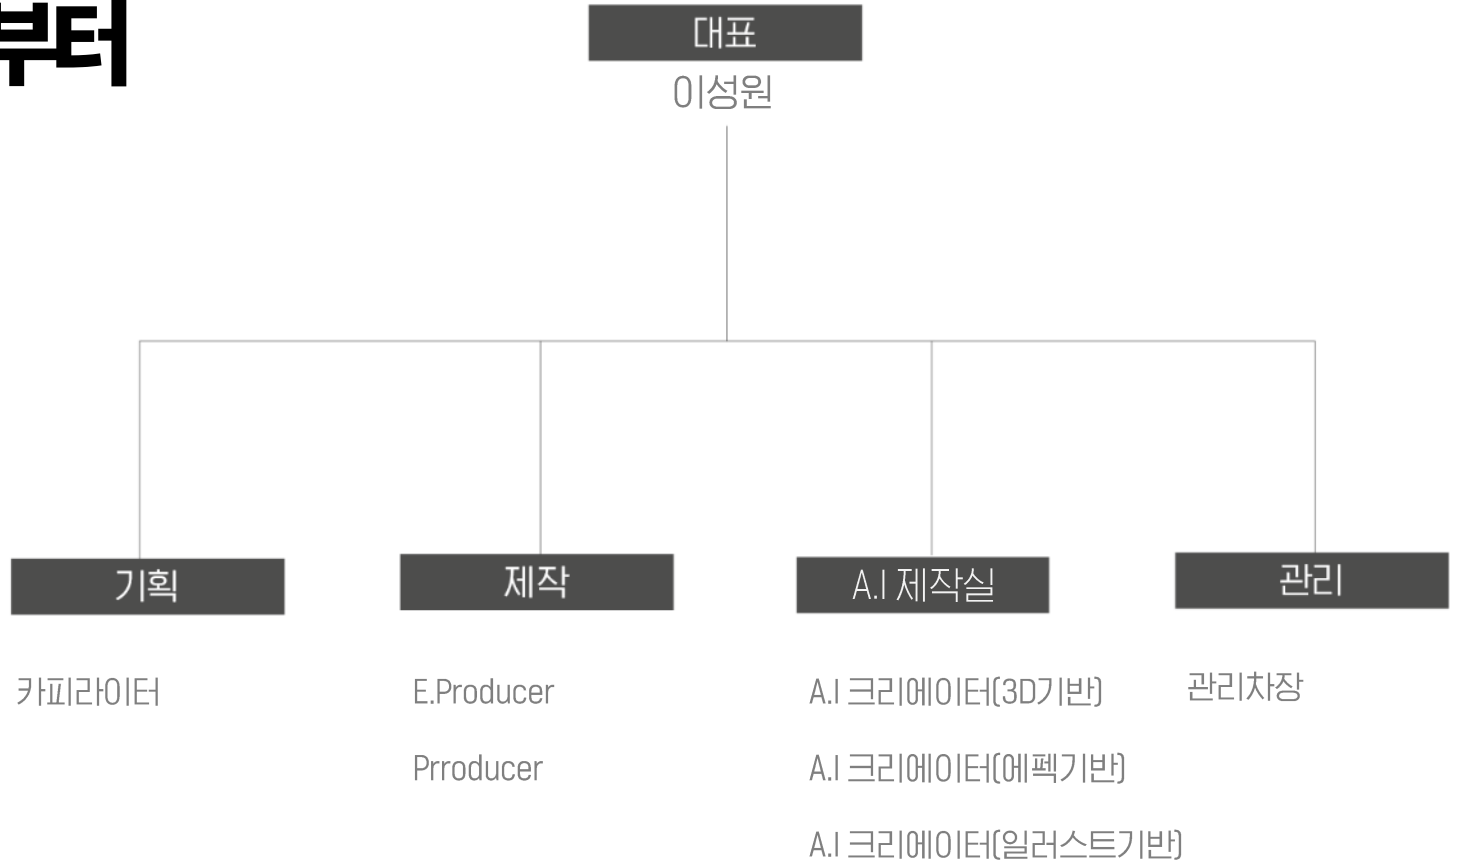 부터
대표
이성원
기획
제작
A.I 제작실
관리
카피라이터
E.Producer
A.I 크리에이터(3D기반)
관리차장
Prroducer
A.I 크리에이터(에펙기반)
A.I 크리에이터(일러스트기반)